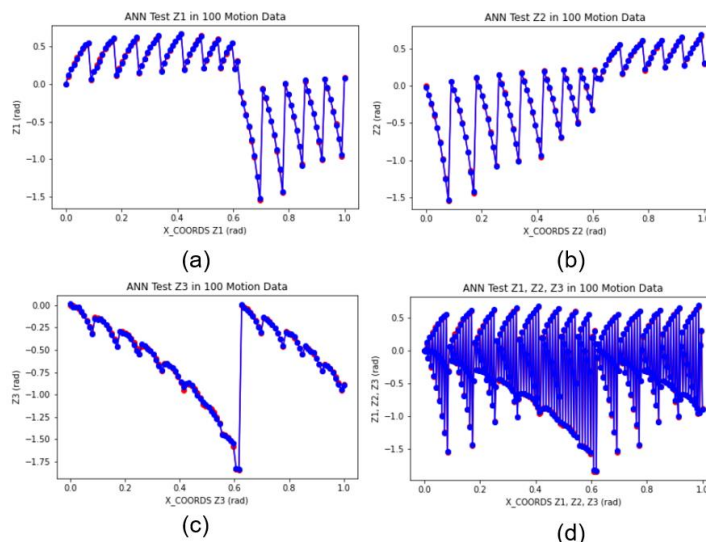 ANN Test Z1 in 100 Motion Data
Z1 (rad)
0.5
0.0
−0.5
−1.0
−1.5
0.0 0.2 0.4 0.6 0.8 1.0
X_COORDS Z1 (rad)
(a)
ANN Test Z2 in 100 Motion Data
Z2 (rad)
0.5
0.0
−0.5
−1.0
−1.5
0.0 0.2 0.4 0.6 0.8 1.0
X_COORDS Z2 (rad)
(b)
ANN Test Z3 in 100 Motion Data
Z3 (rad)
0.00
−0.25
−0.50
−0.75
−1.00
−1.25
−1.50
−1.75
0.0 0.2 0.4 0.6 0.8 1.0
X_COORDS Z3 (rad)
(c)
ANN Test Z1, Z2, Z3 in 100 Motion Data
Z1, Z2, Z3 (rad)
0.5
0.0
−0.5
−1.0
−1.5
0.0 0.2 0.4 0.6 0.8 1.0
X_COORDS Z1, Z2, Z3 (rad)
(d)